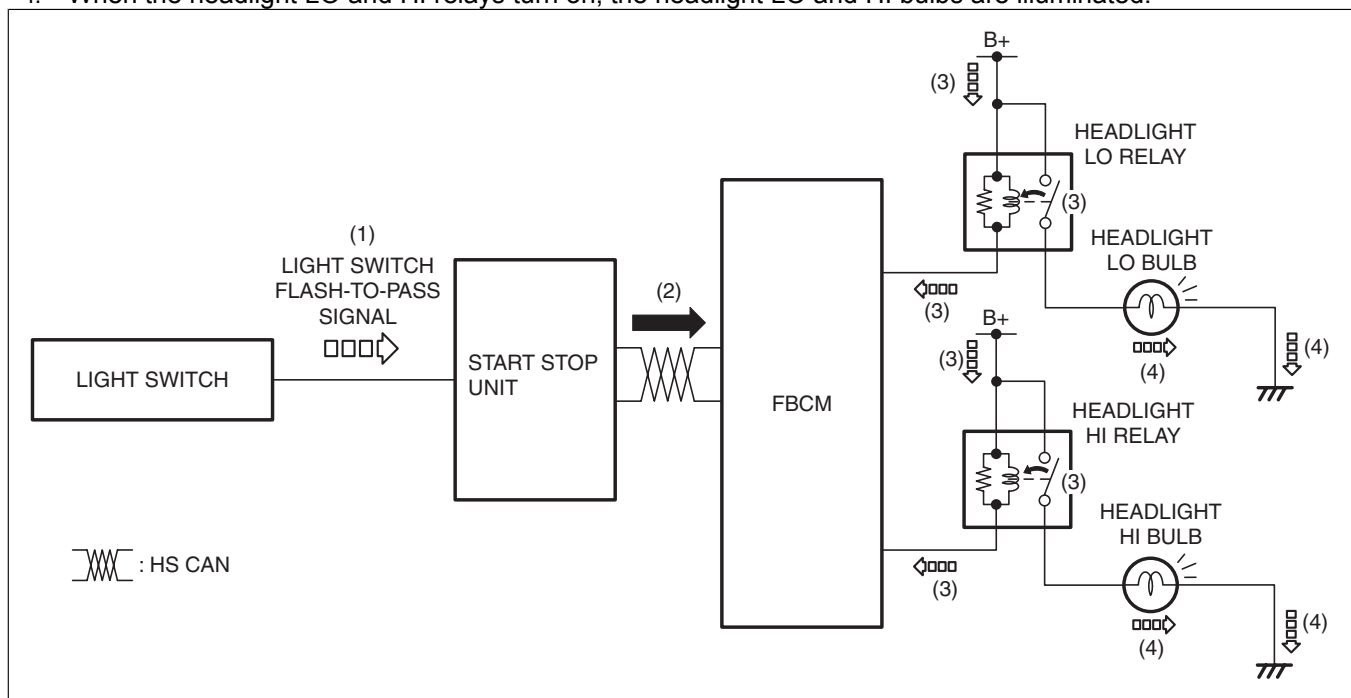 4. When the headlight LO and HI relays turn on, the headlight LO and HI bulbs are illuminated.
B+
(3)
HEADLIGHT
LO RELAY
(3)
(1)
LIGHT SWITCH
FLASH-TO-PASS
SIGNAL
HEADLIGHT
LO BULB
(2)
(3)
(4)
(4)
B+
(3)
LIGHT SWITCH
START STOP
UNIT
FBCM
HEADLIGHT
HI RELAY
(3)
HEADLIGHT
HI BULB
: HS CAN
(3)
(4)
(4)